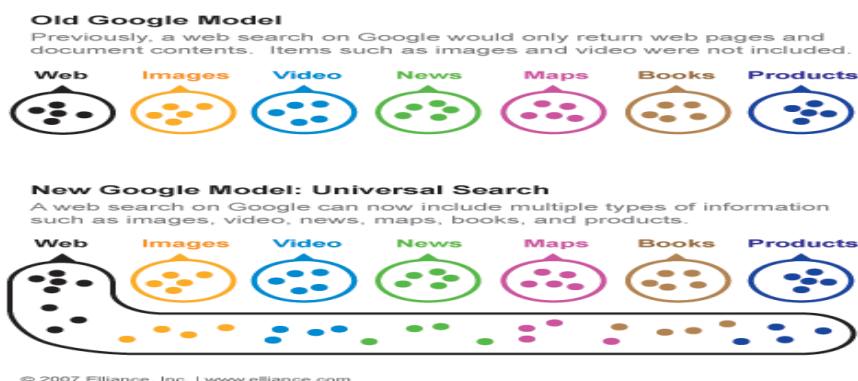 Old Google Model
Previously, a web search on Google would only return web pages and
document contents. Items such as images and video were not included.
Web Images Video News Maps Books Products
New Google Model: Universal Search
A web search on Google can now include multiple types of information
such as images, video, news, maps, books, and products.
Web Images Video News Maps Books Products
© 2007 Elliance, Inc. | www.elliance.com